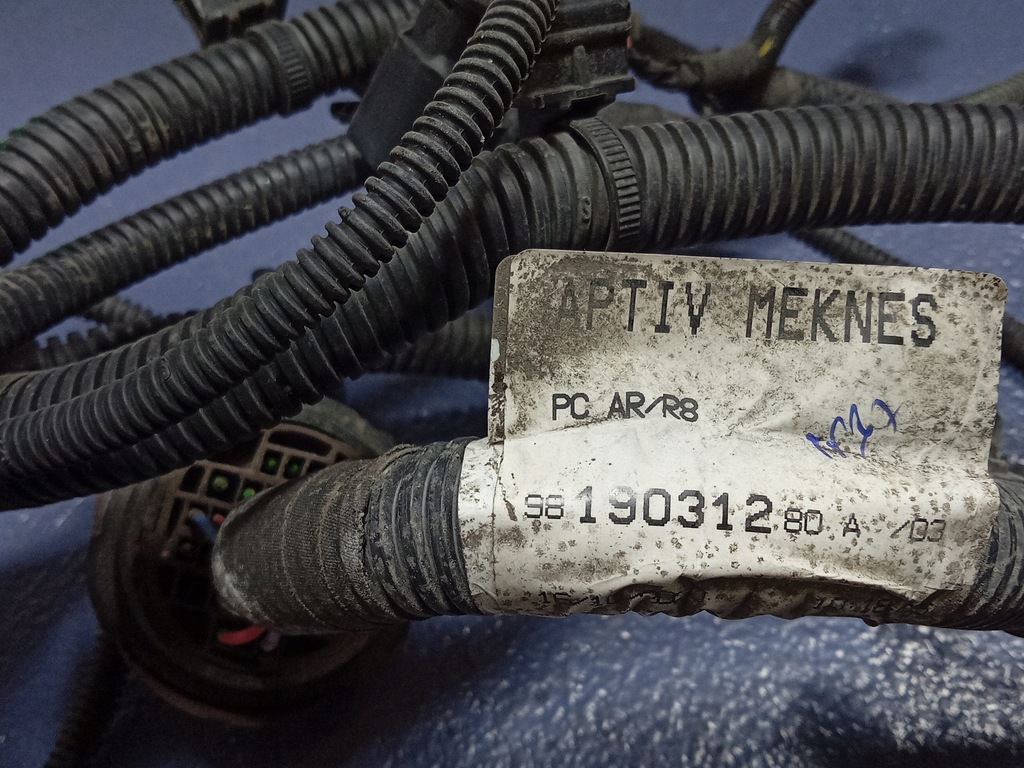 APTIV MEKNES
PC AR/R8
98 190312 80 A /03